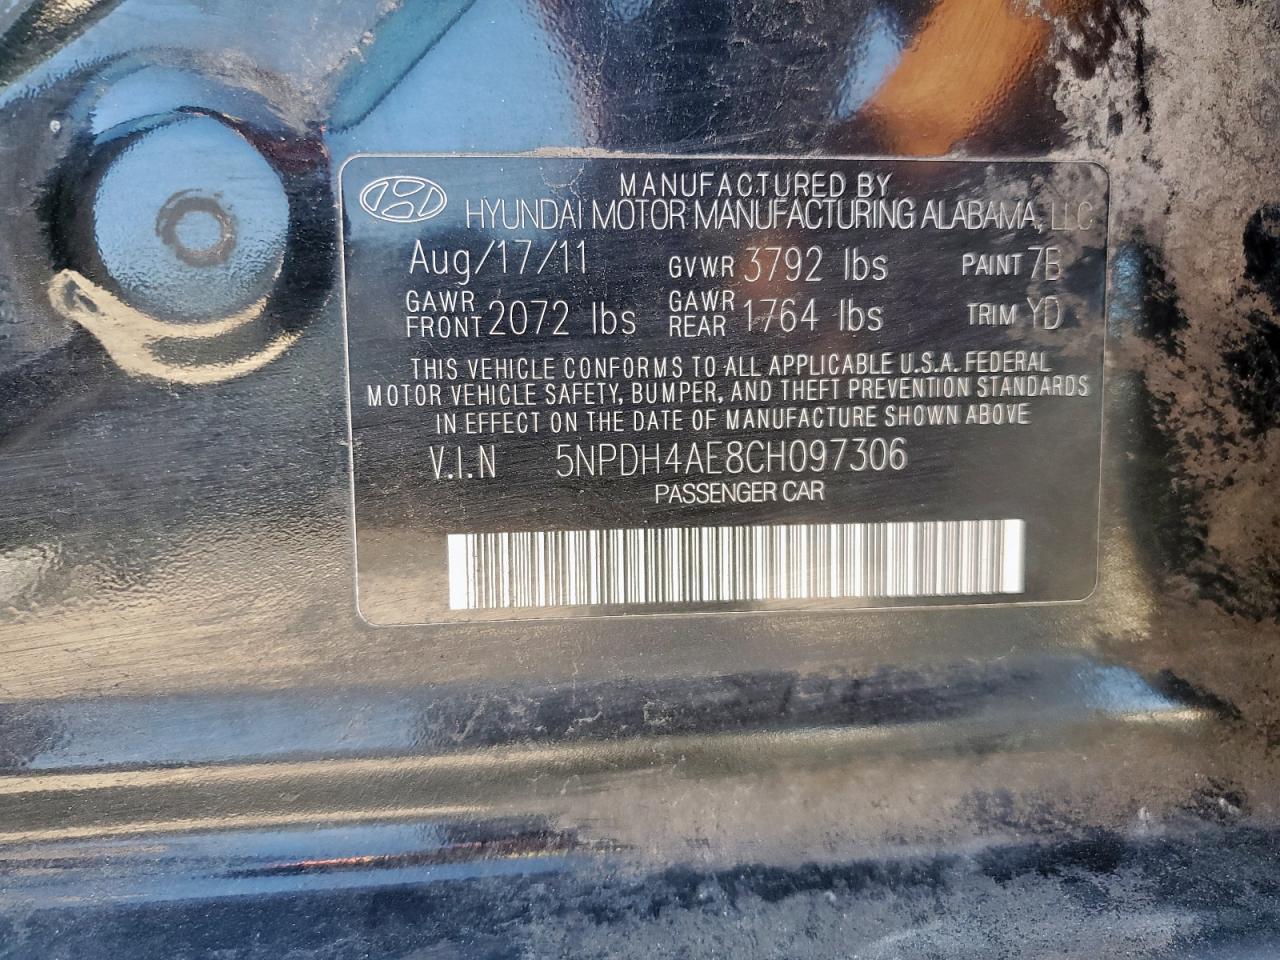 MANUFACTURED BY
HYUNDAI MOTOR MANUFACTURING ALABAMA, LLC
Aug/17/11 GVWR 3792 lbs PAINT 7B
GAWR FRONT 2072 lbs GAWR REAR 1764 lbs TRIM YD
THIS VEHICLE CONFORMS TO ALL APPLICABLE U.S.A. FEDERAL
MOTOR VEHICLE SAFETY, BUMPER, AND THEFT PREVENTION STANDARDS
IN EFFECT ON THE DATE OF MANUFACTURE SHOWN ABOVE
V.I.N 5NPDH4AE8CH097306
PASSENGER CAR